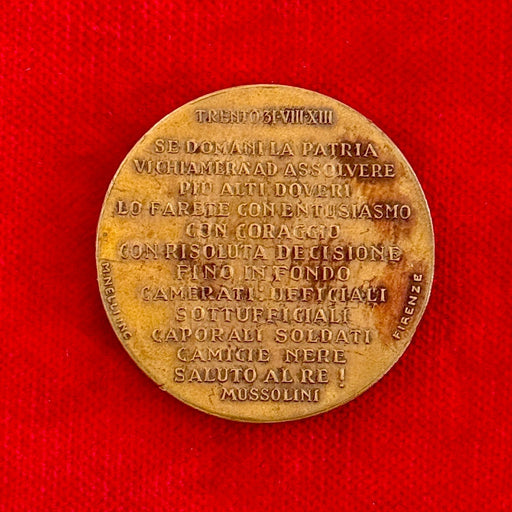 TRENTO 31·VIII·XIII
SE DOMANI LA PATRIA
VI CHIAMERA' AD ASSOLVERE
PIU ALTI DOVERI
LO FARETE CON ENTUSIASMO
CON CORAGGIO
CON RISOLUTA DECISIONE
FINO IN FONDO
CAMERATI UFFICIALI
SOTTUFFICIALI
CAPORALI SOLDATI
CAMICIE NERE
SALUTO AL RE !
MUSSOLINI
FIRENZE